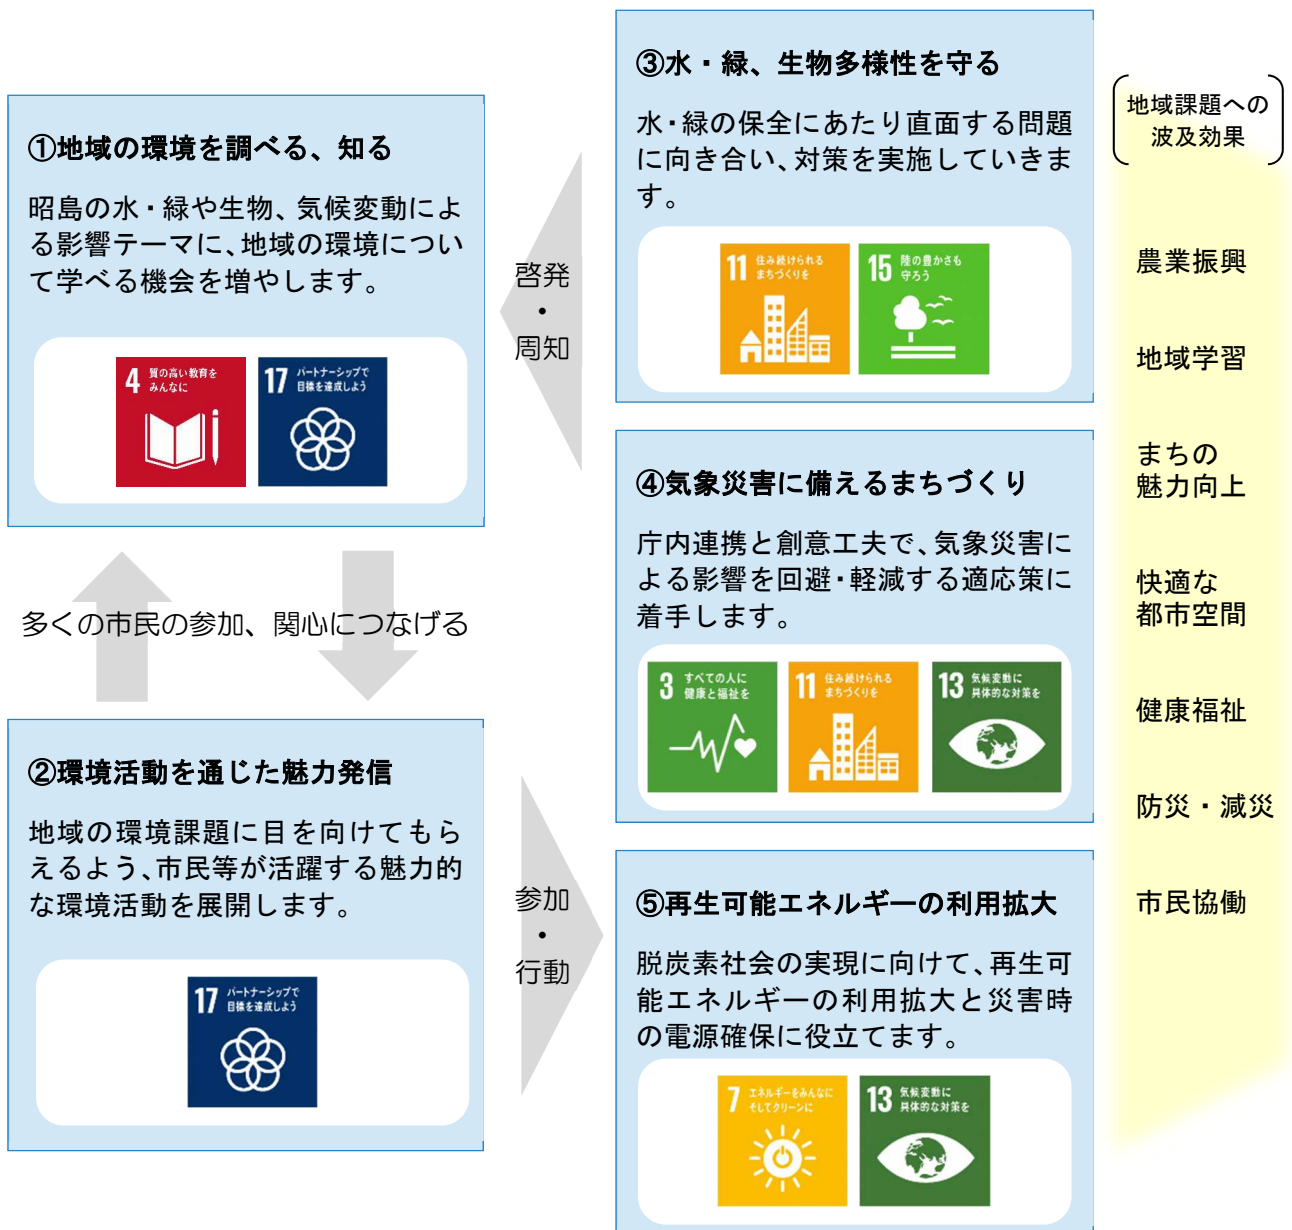 ①地域の環境を調べる、知る
昭島の水・緑や生物、気候変動によ
る影響テーマに、地域の環境につい
て学べる機会を増やします。
4 質の高い教育を
みんなに
17 パートナーシップで
目標を達成しよう
多くの市民の参加、関心につなげる
②環境活動を通じた魅力発信
地域の環境課題に目を向けてもら
えるよう、市民等が活躍する魅力的
な環境活動を展開します。
17 パートナーシップで
目標を達成しよう
啓発
・
周知
参加
・
行動
③水・緑、生物多様性を守る
水・緑の保全にあたり直面する問題
に向き合い、対策を実施していきま
す。
11 住み続けられる
まちづくりを
15 陸の豊かさも
守ろう
④気象災害に備えるまちづくり
庁内連携と創意工夫で、気象災害に
よる影響を回避・軽減する適応策に
着手します。
3 すべての人に
健康と福祉を
11 住み続けられる
まちづくりを
13 気候変動に
具体的な対策を
⑤再生可能エネルギーの利用拡大
脱炭素社会の実現に向けて、再生可
能エネルギーの利用拡大と災害時
の電源確保に役立てます。
7 エネルギーをみんなに
そしてクリーンに
13 気候変動に
具体的な対策を
地域課題への
波及効果
農業振興
地域学習
まちの
魅力向上
快適な
都市空間
健康福祉
防災・減災
市民協働